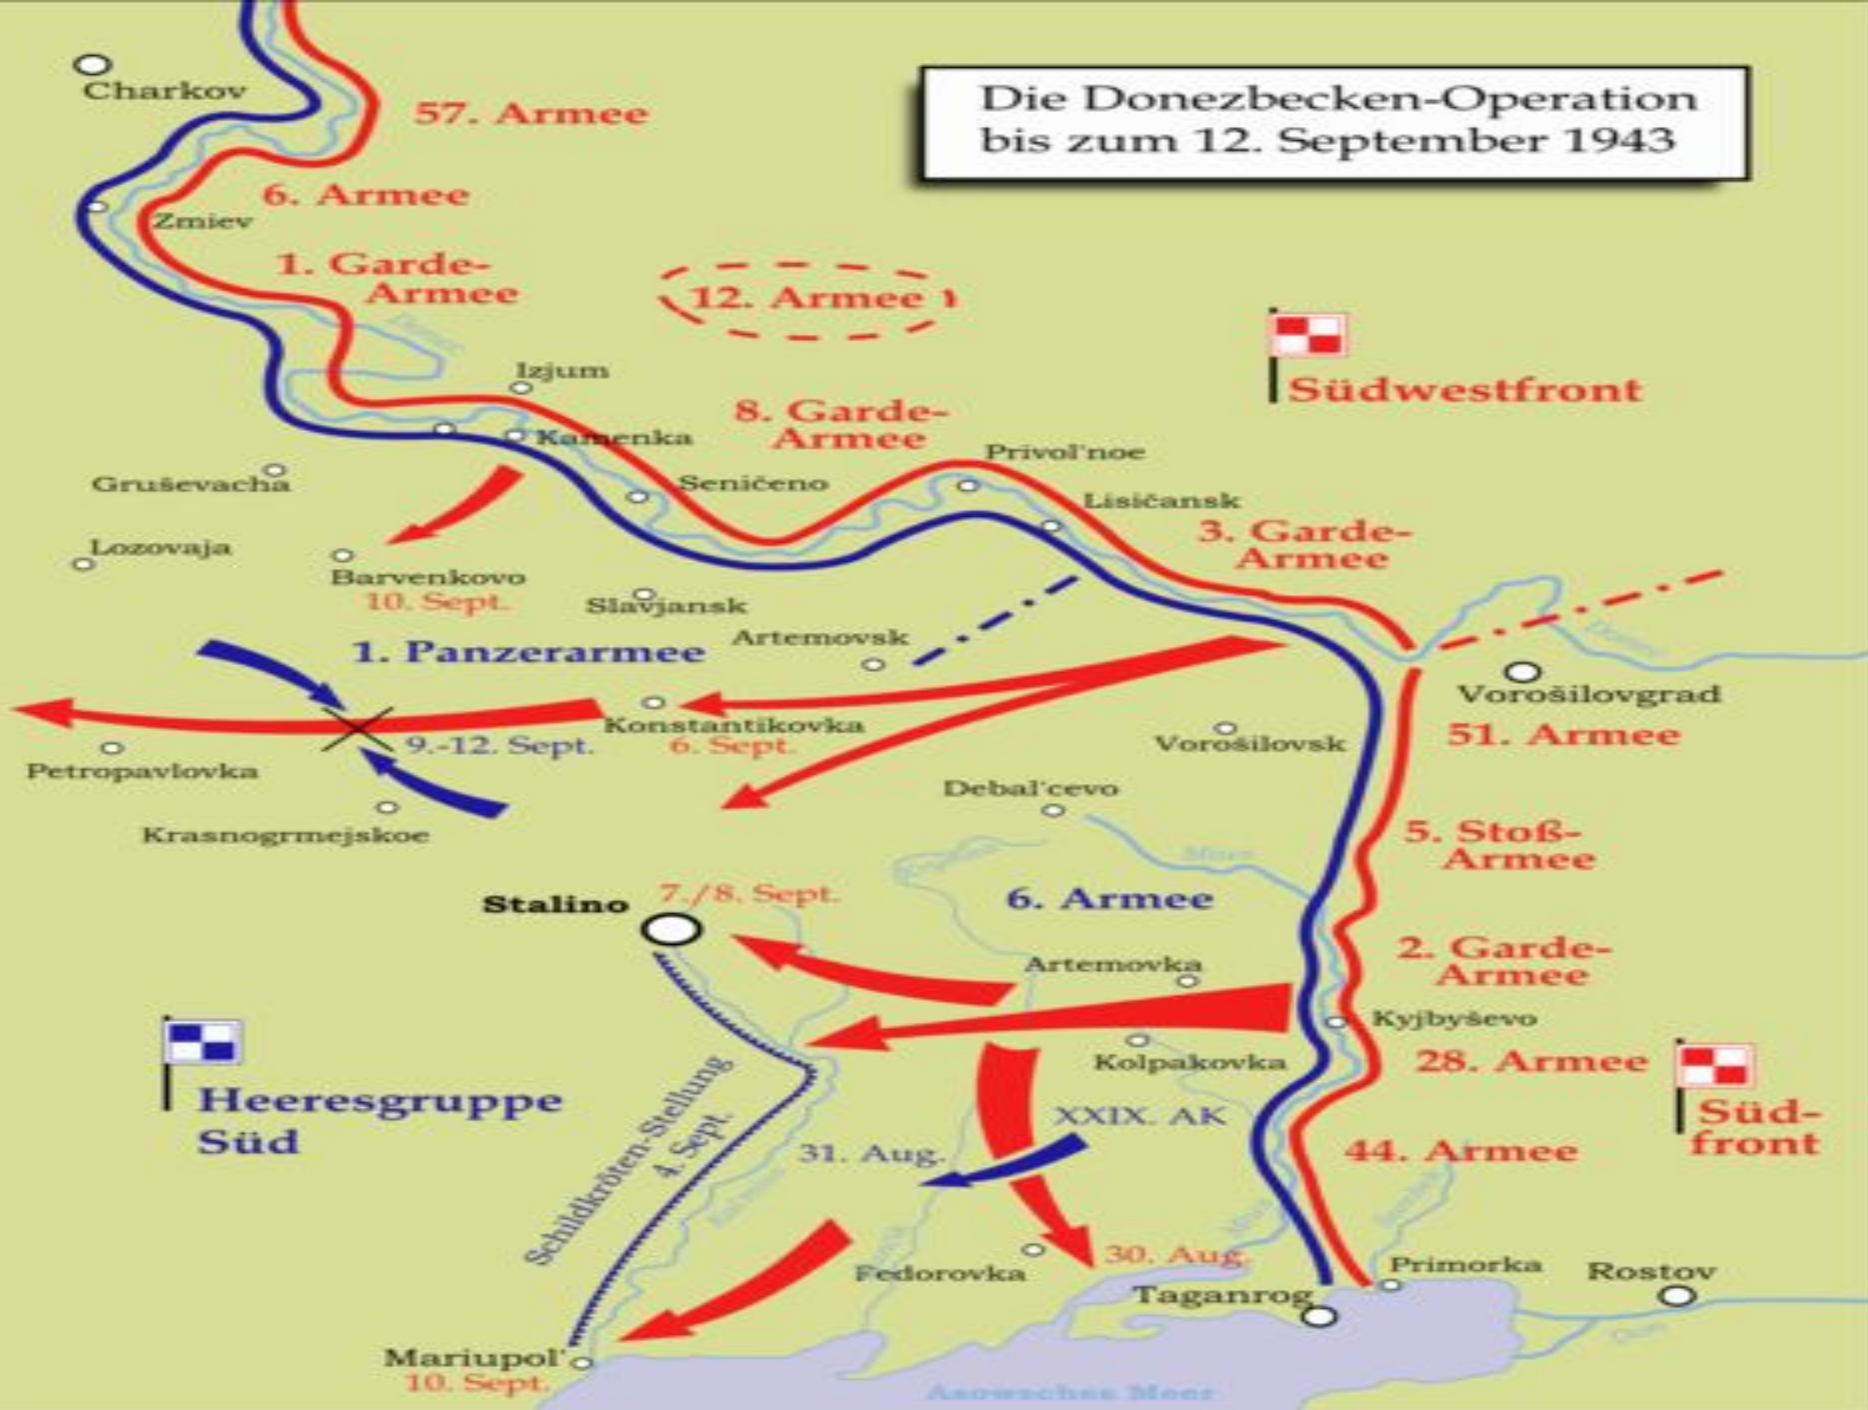 Die Donezbecken-Operation
bis zum 12. September 1943
Charkov
57. Armee
6. Armee
Zmiev
1. Garde-
Armee
12. Armee
Südwestfront
Izjum
8. Garde-
Armee
Kamenka
Privol'noe
Gruševacha
Seničeno
Lisičansk
3. Garde-
Armee
Lozovaja
Barvenkovo
10. Sept.
Slavjansk
Artemovsk
1. Panzerarmee
Vorošilovgrad
Konstantikovka
6. Sept.
9.-12. Sept.
Vorošilovsk
51. Armee
Petropavlovka
Debal'cevo
Krasnogrmejskoe
5. Stoß-
Armee
Mius
Stalino
7./8. Sept.
6. Armee
2. Garde-
Armee
Artemovka
Kyjbyševo
Kolpakovka
28. Armee
Heeresgruppe
Süd
Süd-
front
Schildkröten-Stellung
4. Sept.
XXIX. AK
31. Aug.
44. Armee
30. Aug.
Fedorovka
Primorka
Rostov
Taganrog
Mariupol'
10. Sept.
Asowsches Meer